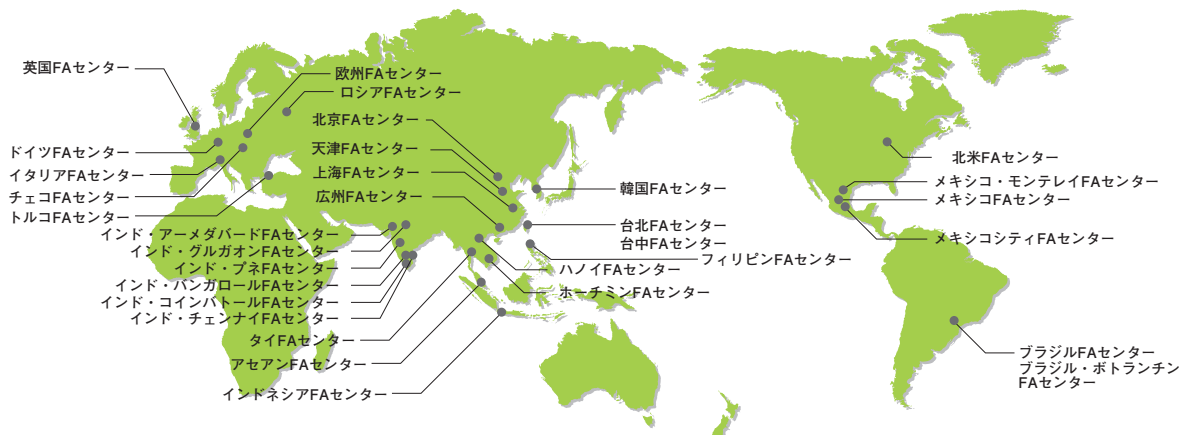 英国FAセンター
欧州FAセンター
ロシアFAセンター
北京FAセンター
天津FAセンター
上海FAセンター
広州FAセンター
ドイツFAセンター
イタリアFAセンター
チェコFAセンター
トルコFAセンター
インド・アーメダバードFAセンター
インド・グルガオンFAセンター
インド・プネFAセンター
インド・バンガロールFAセンター
インド・コインバトールFAセンター
インド・チェンナイFAセンター
タイFAセンター
アセアンFAセンター
インドネシアFAセンター
韓国FAセンター
台北FAセンター
台中FAセンター
フィリピンFAセンター
ハノイFAセンター
ホーチミンFAセンター
北米FAセンター
メキシコ・モンテレイFAセンター
メキシコFAセンター
メキシコシティFAセンター
ブラジルFAセンター
ブラジル・ボトランチン
FAセンター